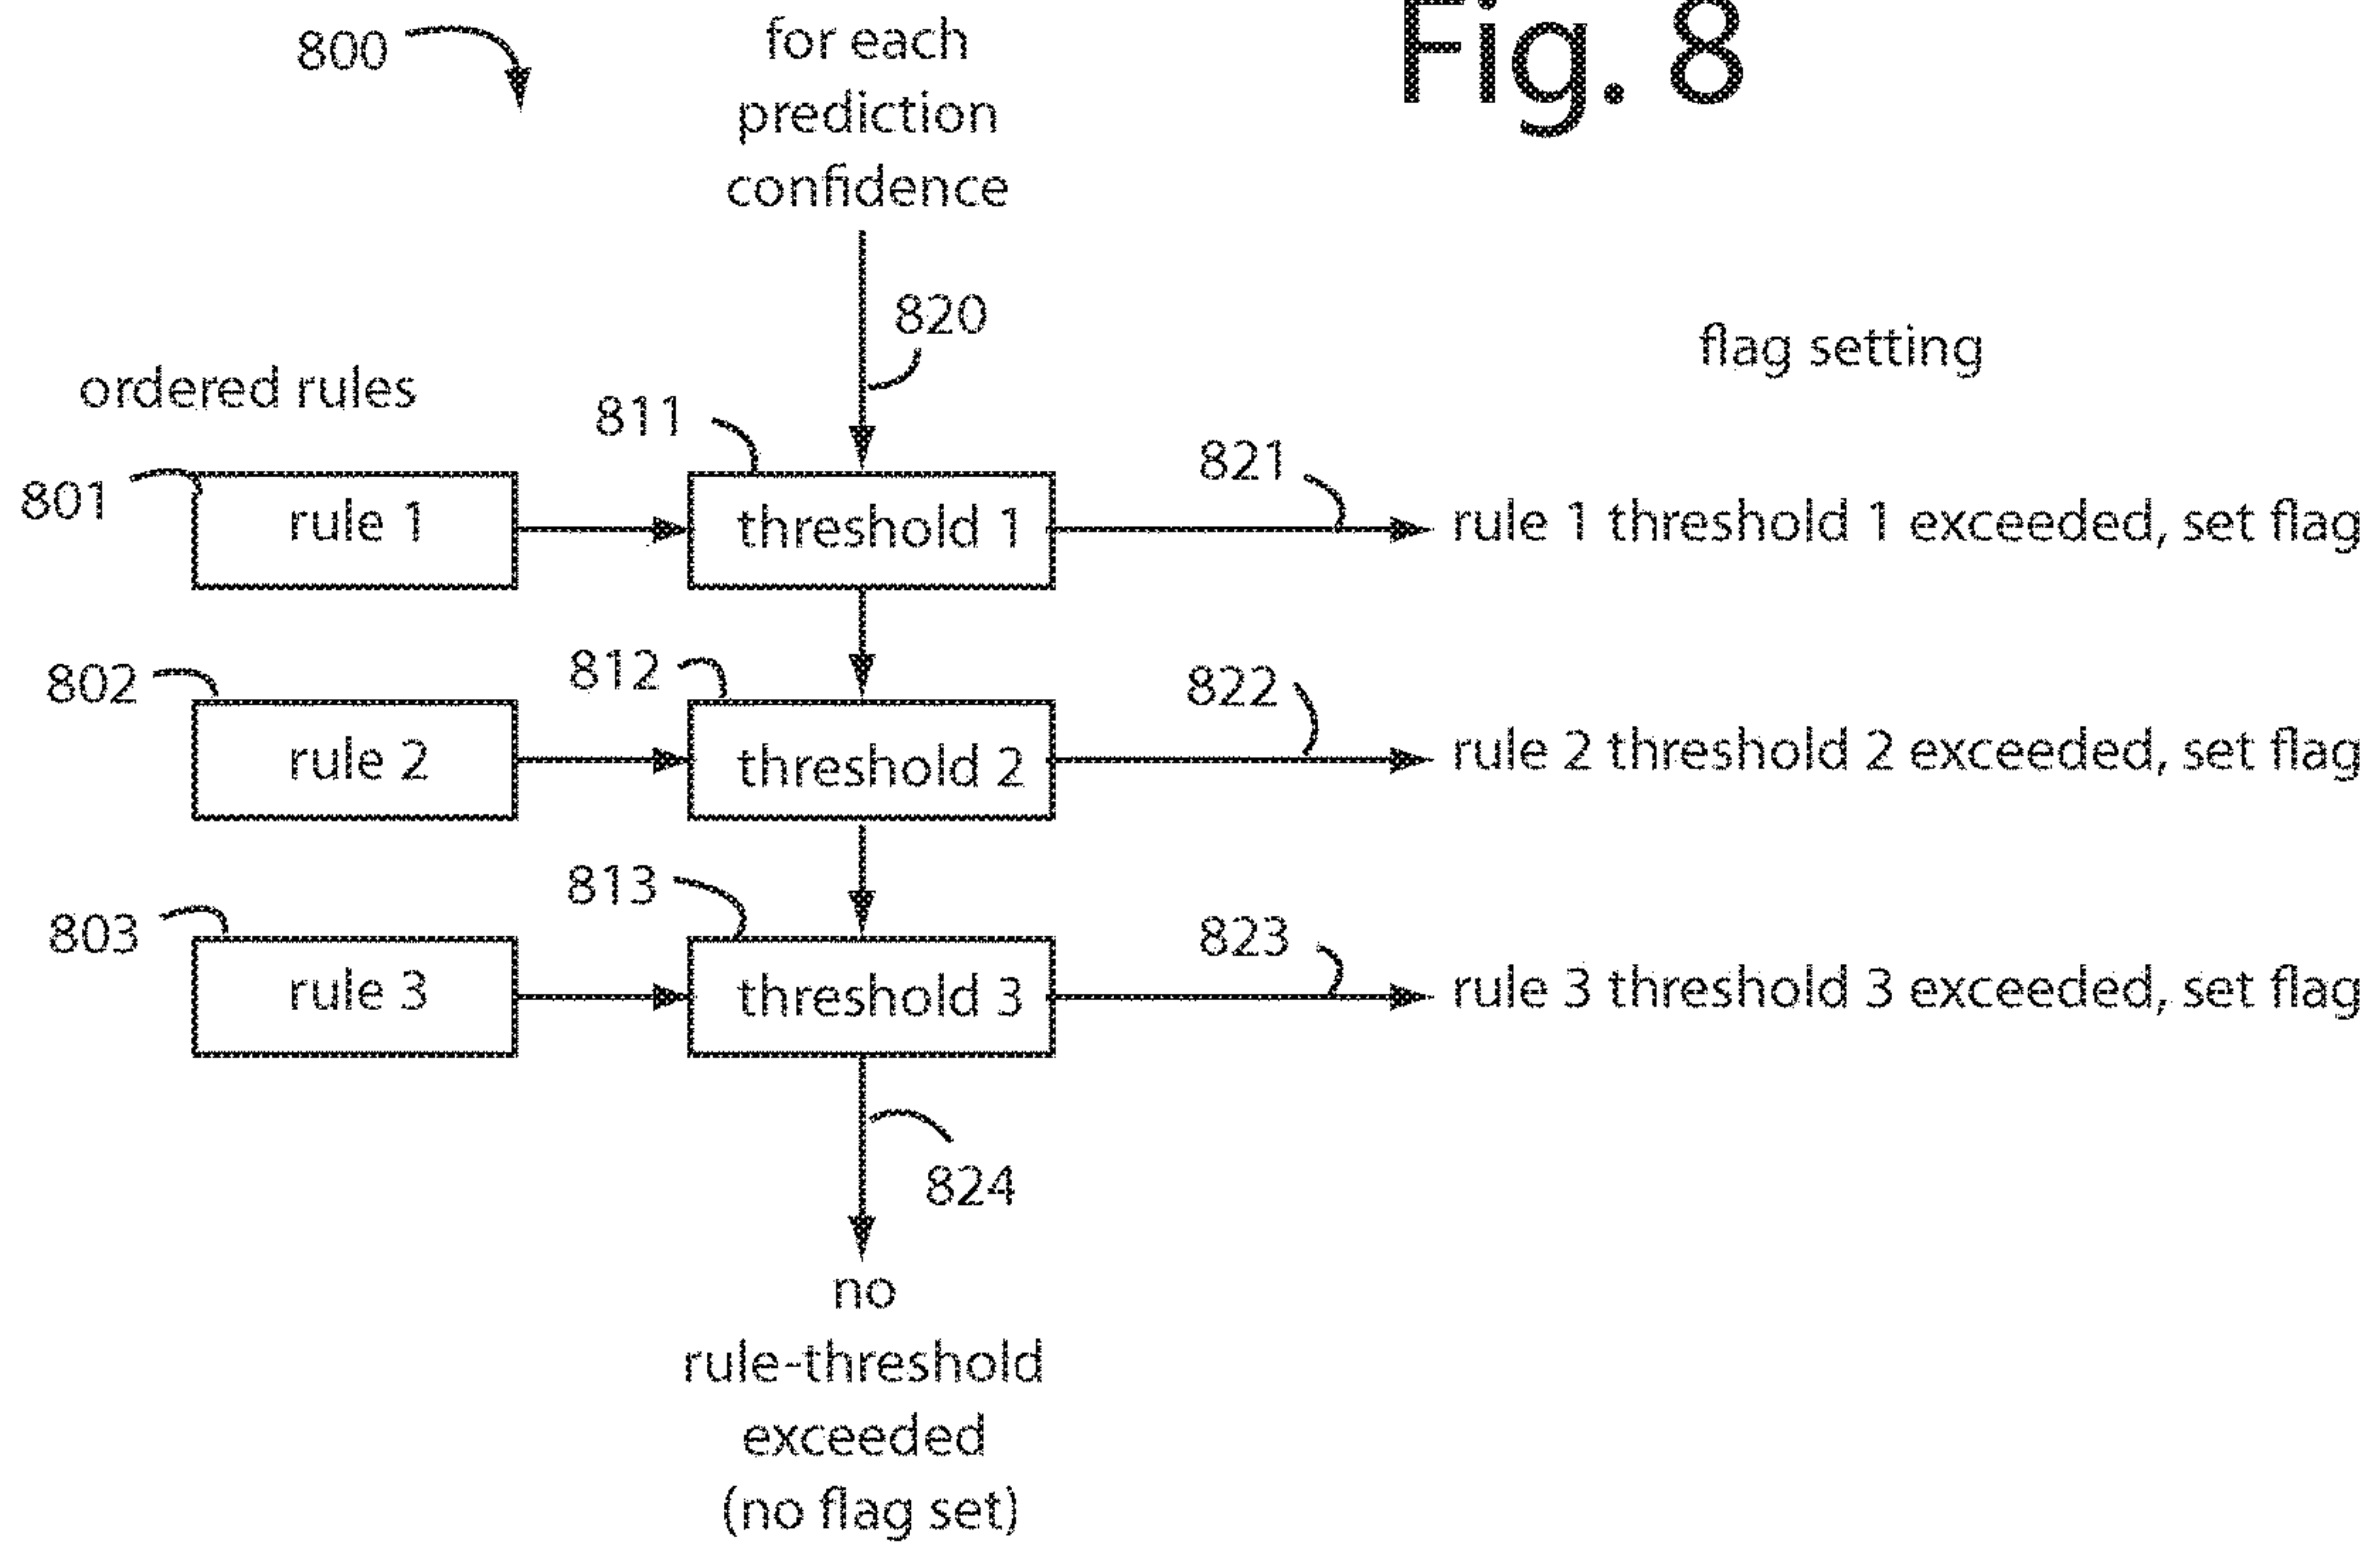 Fig. 8
800
for each
prediction
confidence
820
flag setting
ordered rules
811
821
801
rule 1
threshold 1
rule 1 threshold 1 exceeded, set flag
802
812
822
rule 2
threshold 2
rule 2 threshold 2 exceeded, set flag
803
813
823
rule 3
threshold 3
rule 3 threshold 3 exceeded, set flag
824
no
rule-threshold
exceeded
(no flag set)